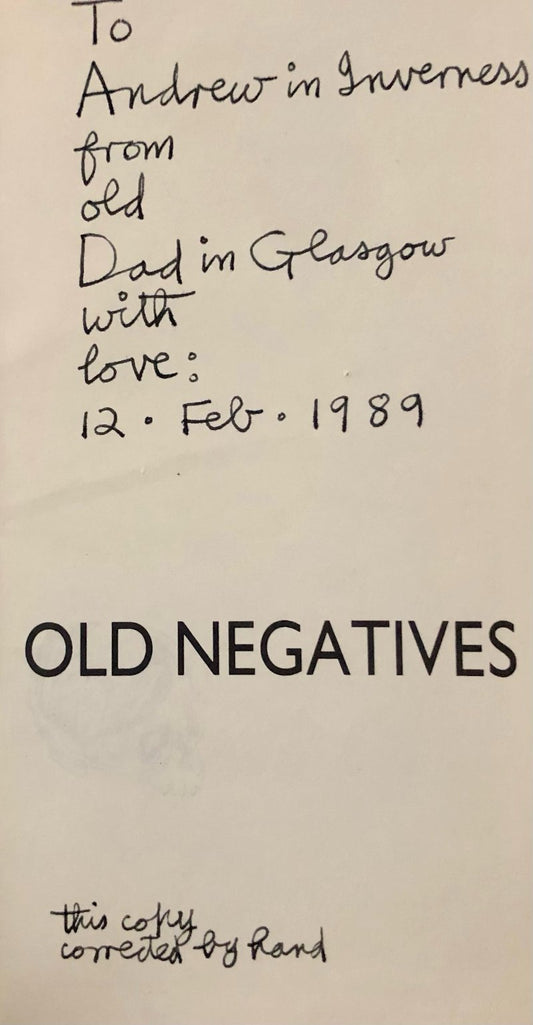 To
Andrew in Inverness
from
old
Dad in Glasgow
with
love:
12 . Feb . 1989
OLD NEGATIVES
this copy
corrected by hand